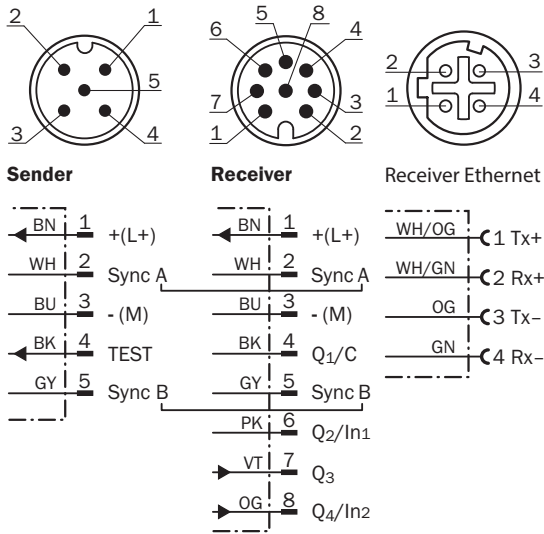 2 1
5
3 4
5 8
6 4
7 3
1 2
2 3
1 4
Sender
BN 1 +(L+)
WH 2 Sync A
BU 3 - (M)
BK 4 TEST
GY 5 Sync B
Receiver
BN 1 +(L+)
WH 2 Sync A
BU 3 - (M)
BK 4 Q1/C
GY 5 Sync B
PK 6 Q2/In1
VT 7 Q3
OG 8 Q4/In2
Receiver Ethernet
WH/OG 1 Tx+
WH/GN 2 Rx+
OG 3 Tx–
GN 4 Rx–